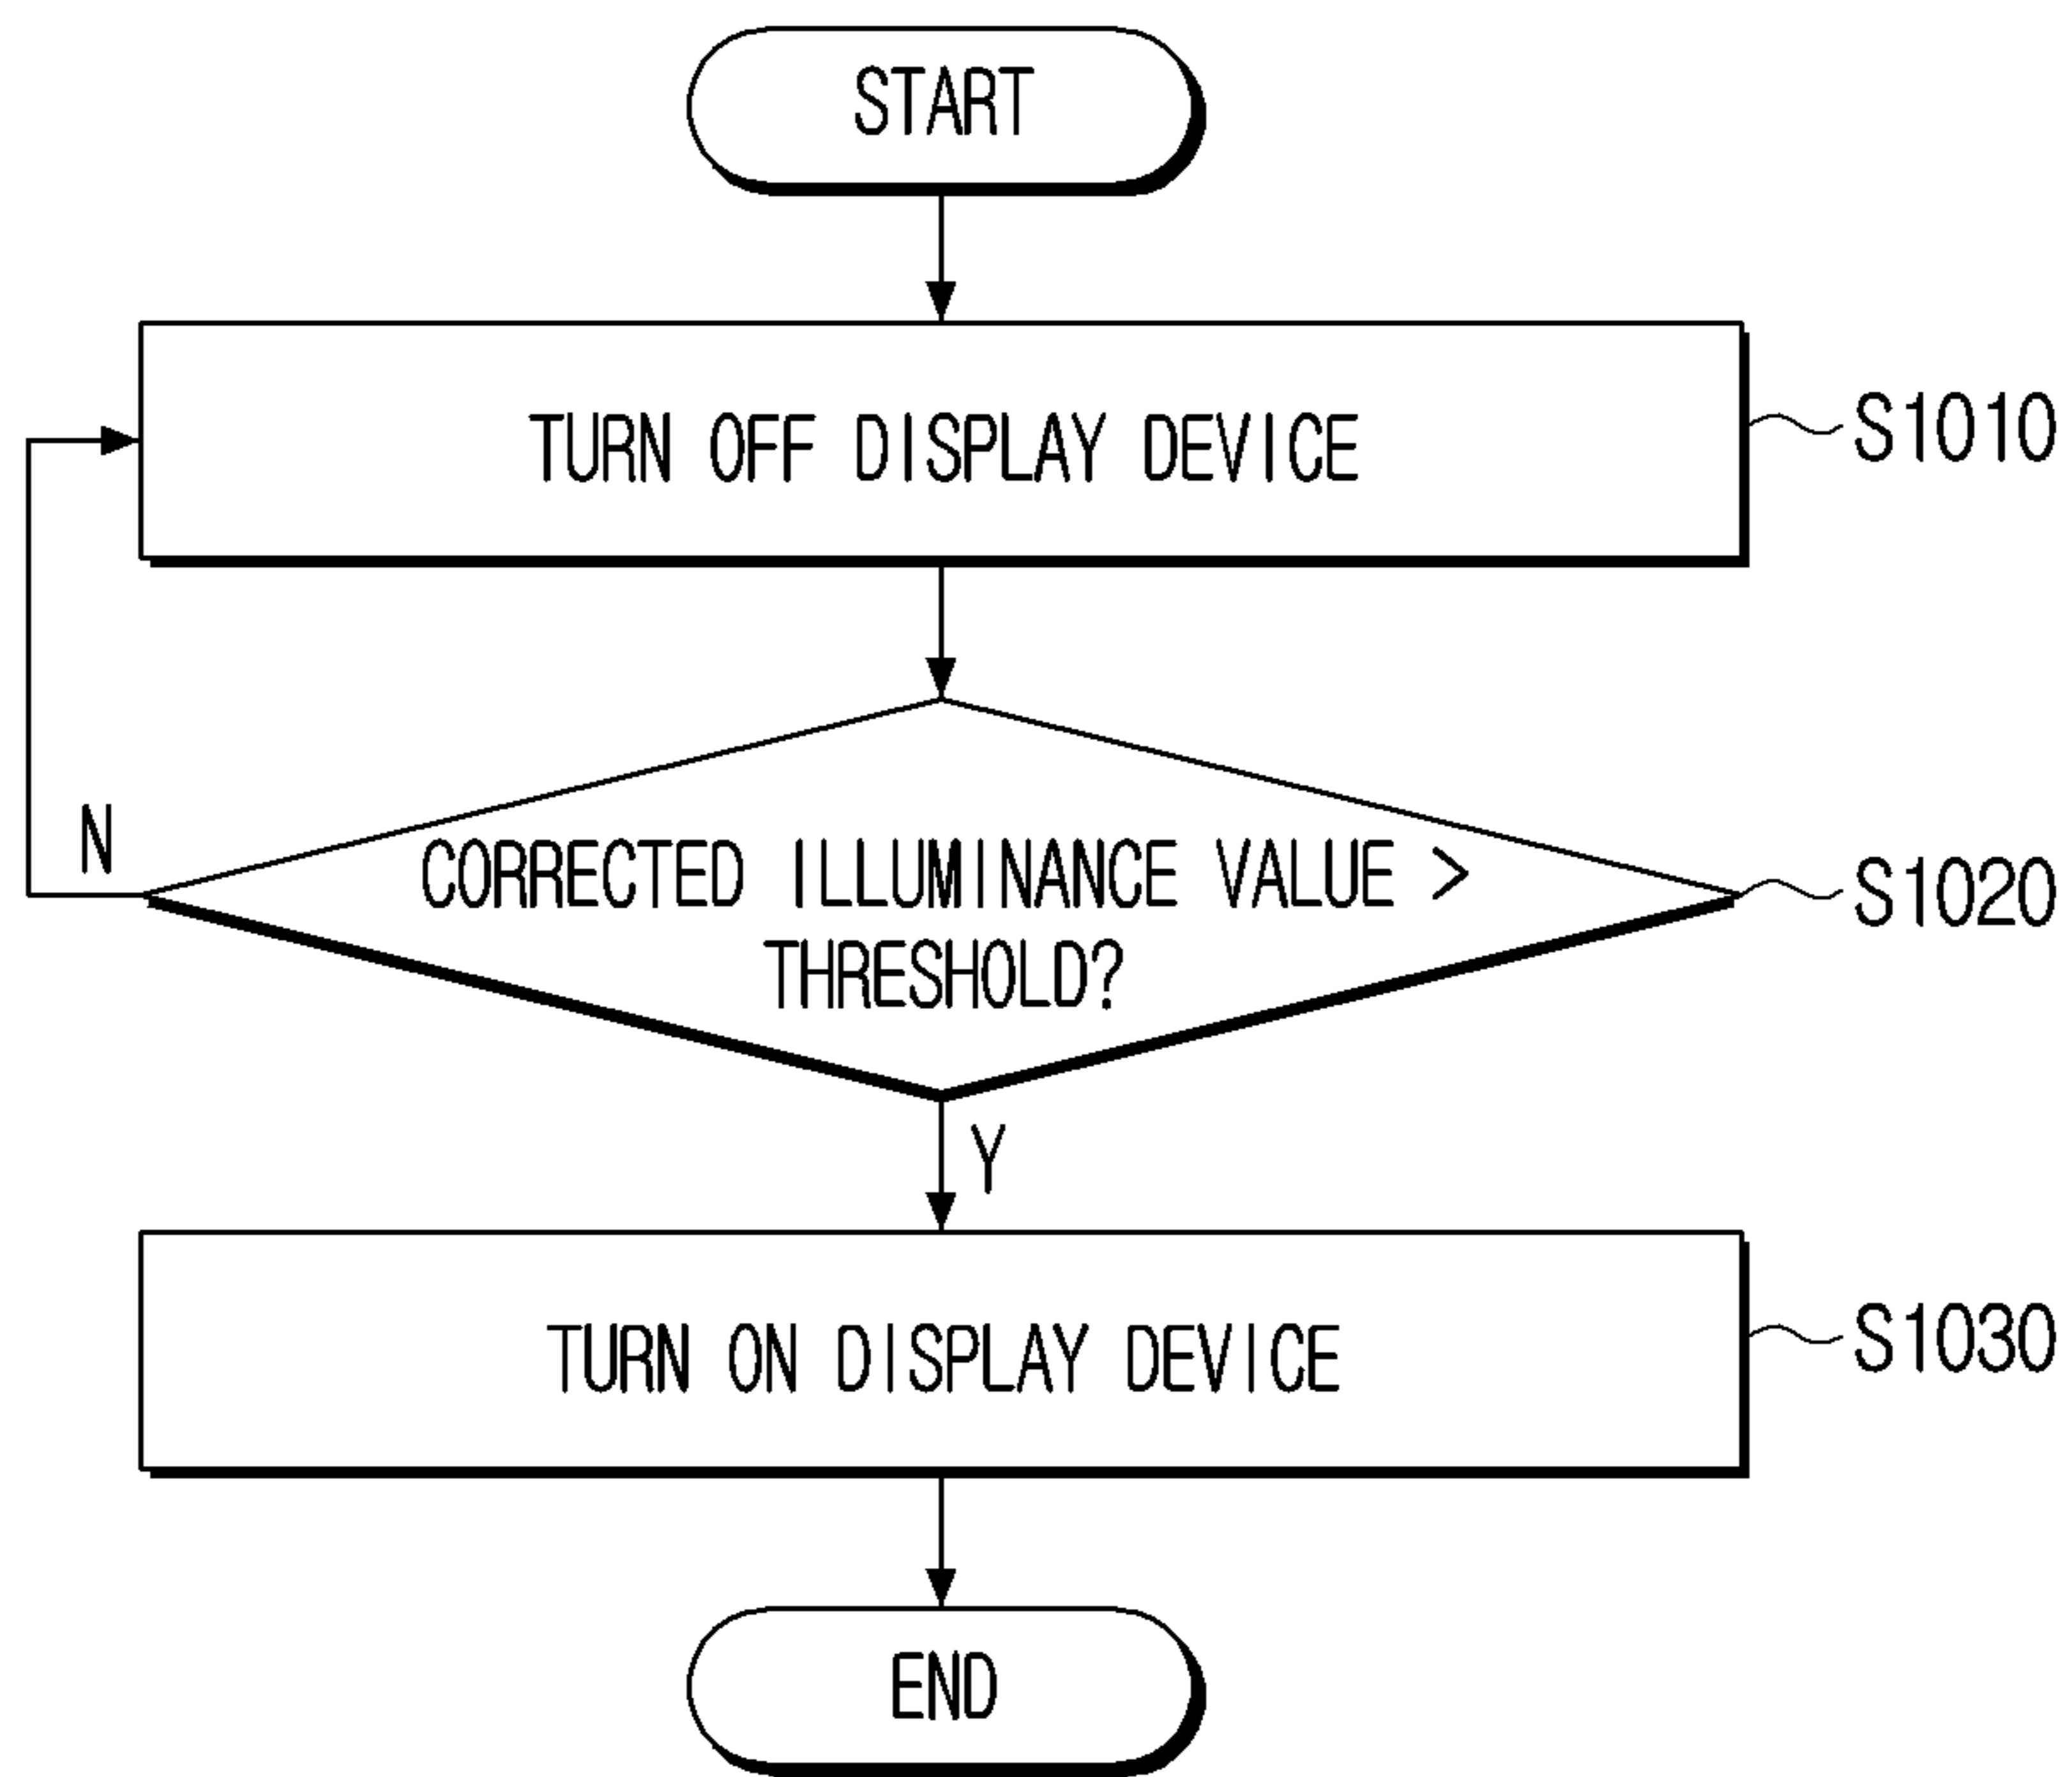 START
TURN OFF DISPLAY DEVICE
S1010
N
CORRECTED ILLUMINANCE VALUE >
THRESHOLD?
S1020
Y
TURN ON DISPLAY DEVICE
S1030
END